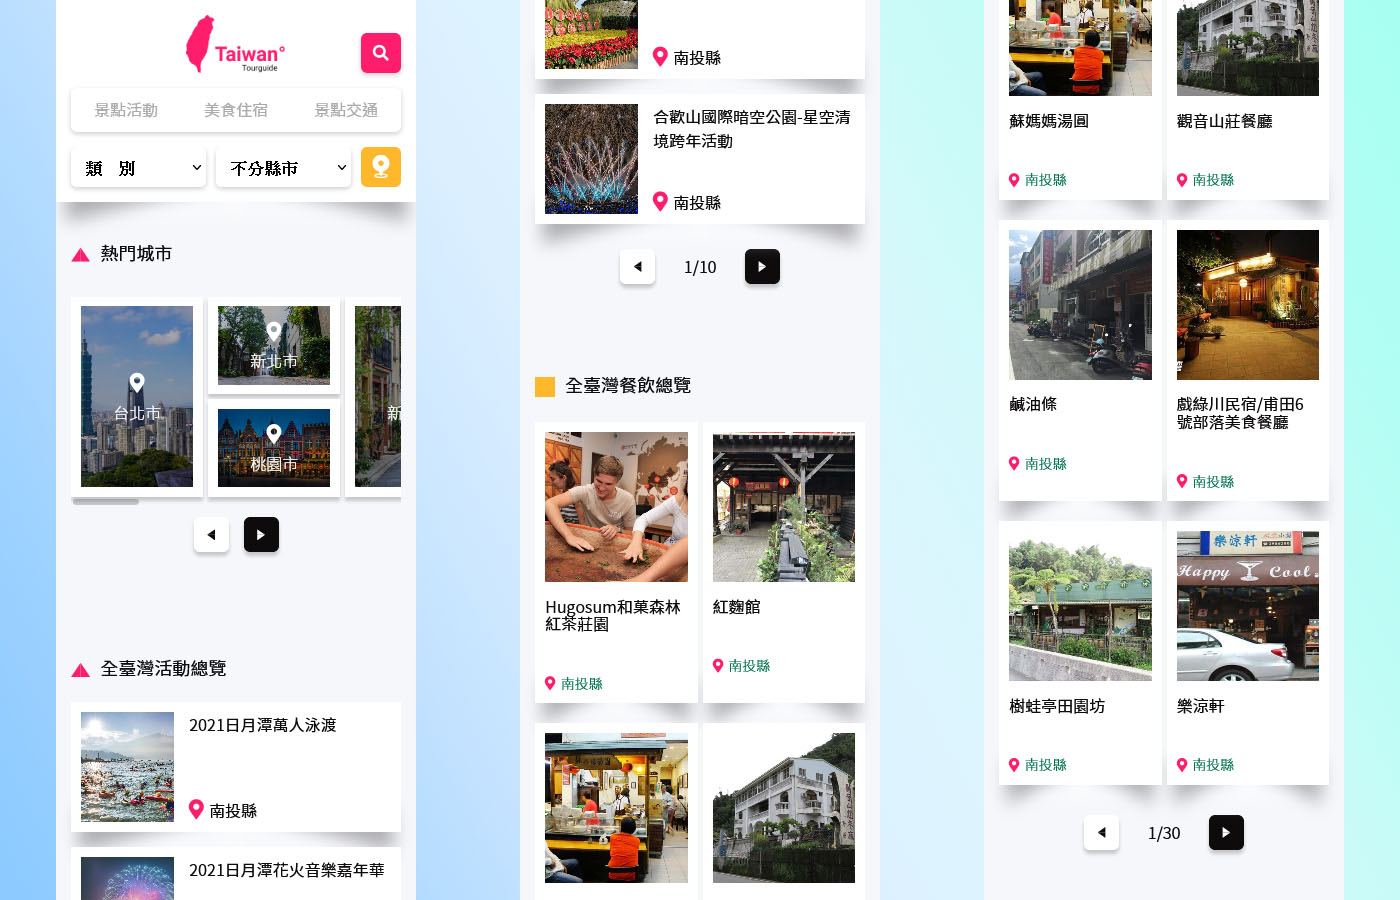 Taiwan°
Tourguide
景點活動 美食住宿 景點交通
類 別 不分縣市
熱門城市
台北市
新北市
桃園市
新
全臺灣活動總覽
2021日月潭萬人泳渡
南投縣
2021日月潭花火音樂嘉年華
南投縣
合歡山國際暗空公園-星空清
境跨年活動
南投縣
1/10
全臺灣餐飲總覽
Hugosum和菓森林
紅茶莊園
南投縣
紅麴館
南投縣
蘇媽媽湯圓
南投縣
觀音山莊餐廳
南投縣
鹹油條
南投縣
戲綠川民宿/甫田6
號部落美食餐廳
南投縣
樂涼軒
Happy Cool
樹蛙亭田園坊
南投縣
樂涼軒
南投縣
1/30